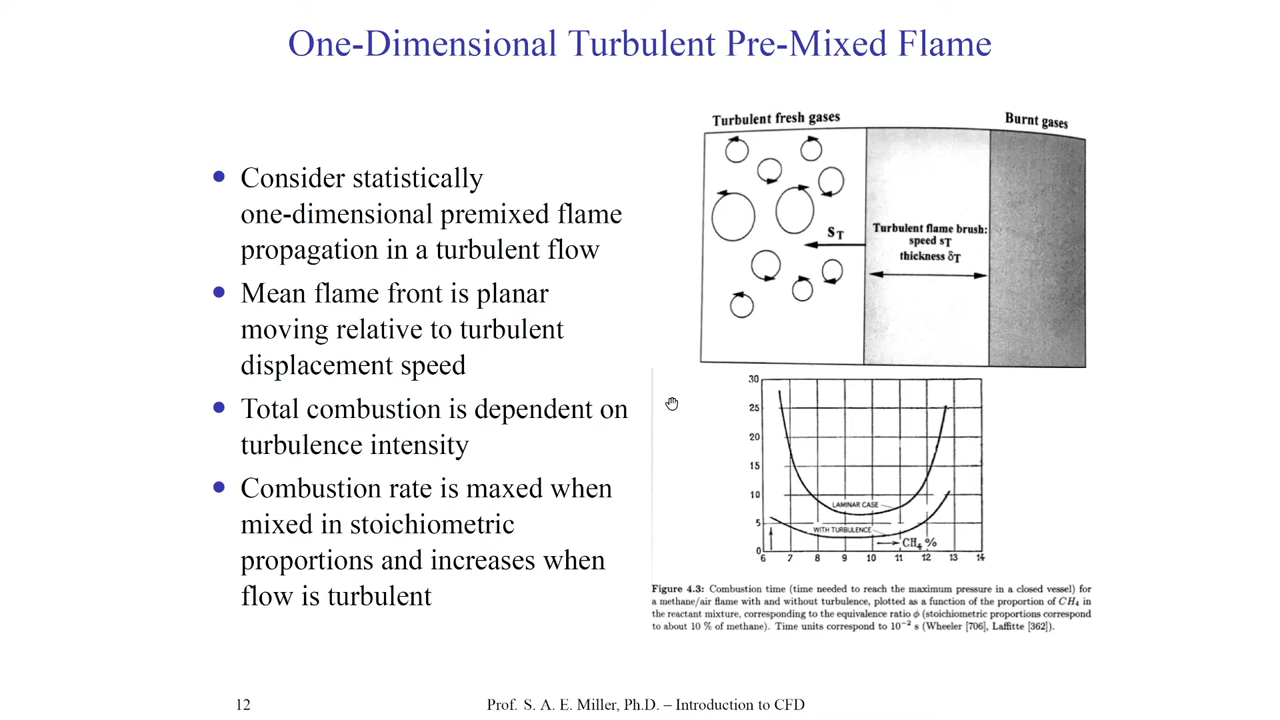 One-Dimensional Turbulent Pre-Mixed Flame
Consider statistically
one-dimensional premixed flame
propagation in a turbulent flow
Mean flame front is planar
moving relative to turbulent
displacement speed
Total combustion is dependent on
turbulence intensity
Combustion rate is maxed when
mixed in stoichiometric
proportions and increases when
flow is turbulent
Turbulent fresh gases
Burnt gases
S_T
Turbulent flame brush:
speed s_T
thickness δ_T
30
25
20
15
10
5
0
LAMINAR CASE
WITH TURBULENCE
CH₄ %
6 7 8 9 10 11 12 13 14
Figure 4.3: Combustion time (time needed to reach the maximum pressure in a closed vessel) for
a methane/air flame with and without turbulence, plotted as a function of the proportion of CH₄ in
the reactant mixture, corresponding to the equivalence ratio ϕ (stoichiometric proportions correspond
to about 10 % of methane). Time units correspond to 10⁻² s (Wheeler [706], Laffitte [362]).
12
Prof. S. A. E. Miller, Ph.D. – Introduction to CFD